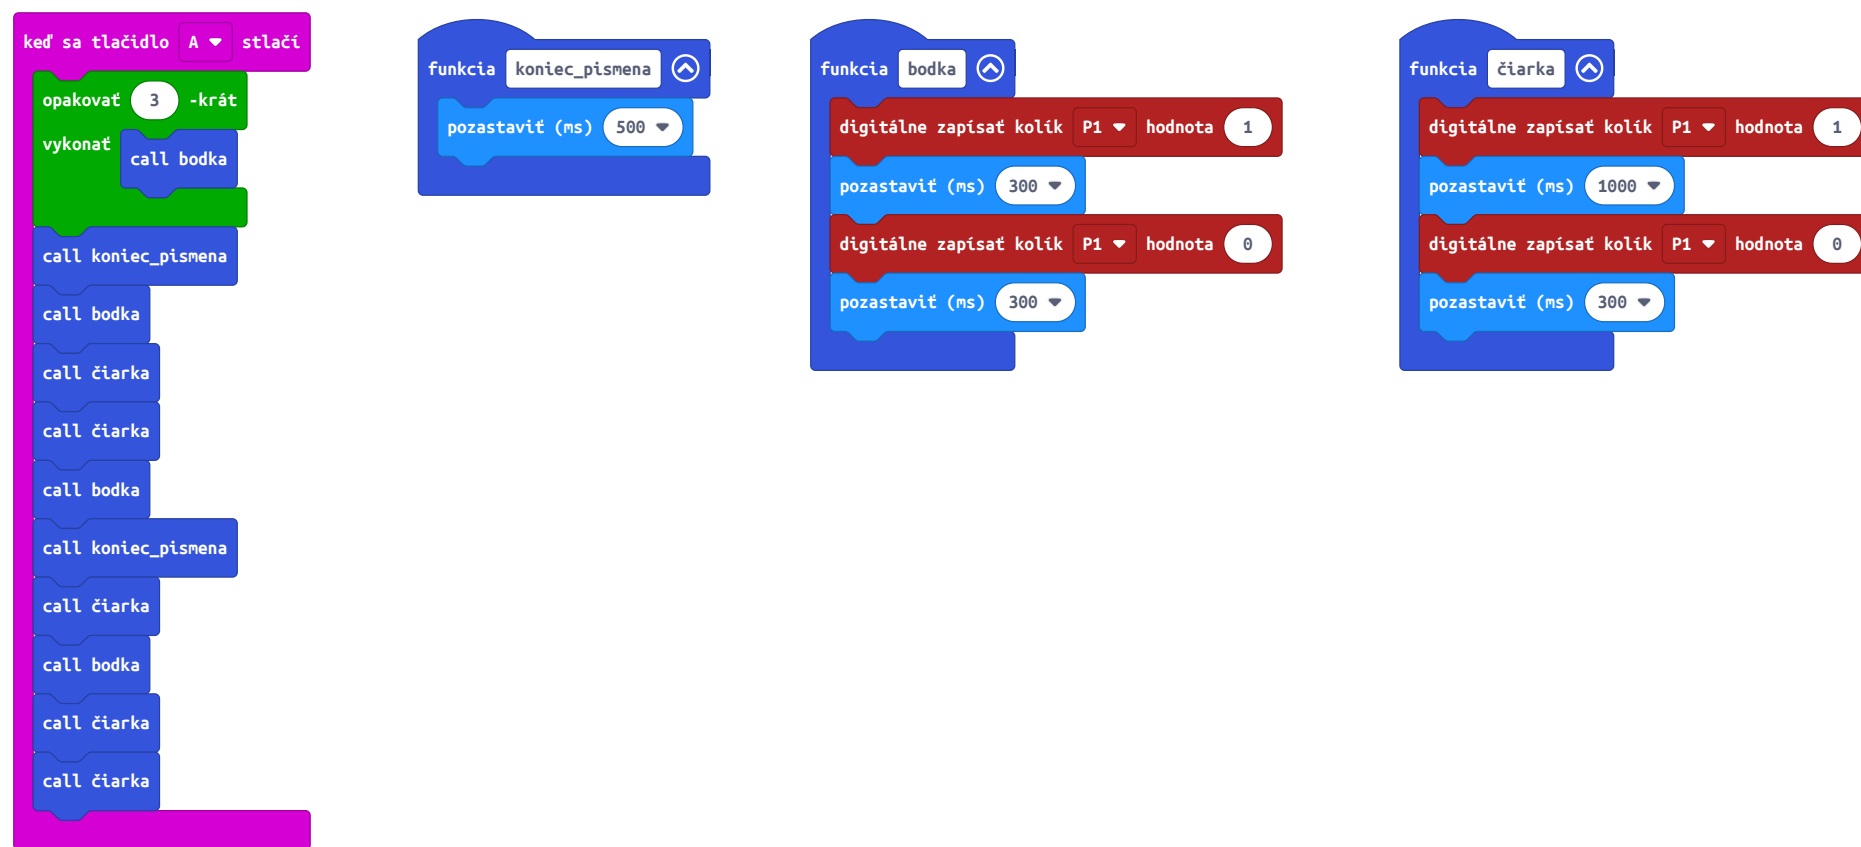 keď sa tlačidlo A stlačí
opakovať 3 -krát
vykonať
call bodka
call koniec_pismena
call bodka
call čiarka
call čiarka
call bodka
call koniec_pismena
call čiarka
call bodka
call čiarka
call čiarka
funkcia koniec_pismena
pozastaviť (ms) 500
funkcia bodka
digitálne zapísať kolík P1 hodnota 1
pozastaviť (ms) 300
digitálne zapísať kolík P1 hodnota 0
pozastaviť (ms) 300
funkcia čiarka
digitálne zapísať kolík P1 hodnota 1
pozastaviť (ms) 1000
digitálne zapísať kolík P1 hodnota 0
pozastaviť (ms) 300